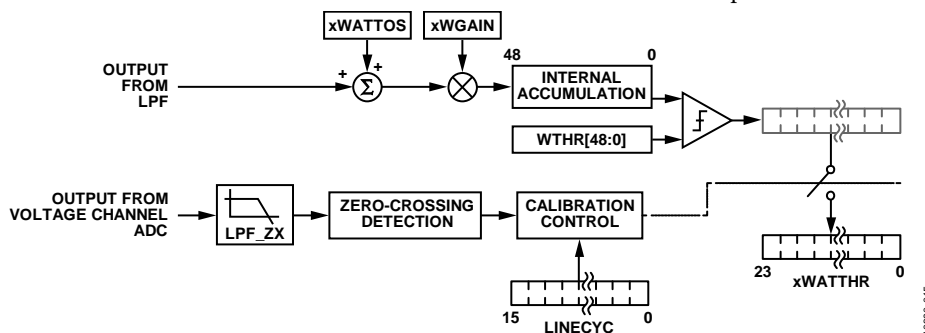 xWATTOS
xWGAIN
48 0
OUTPUT
FROM
LPF
+ +
Σ
INTERNAL
ACCUMULATION
WTHR[48:0]
OUTPUT FROM
VOLTAGE CHANNEL
ADC
LPF_ZX
ZERO-CROSSING
DETECTION
CALIBRATION
CONTROL
23 0
xWATTHR
15 0
LINECYC